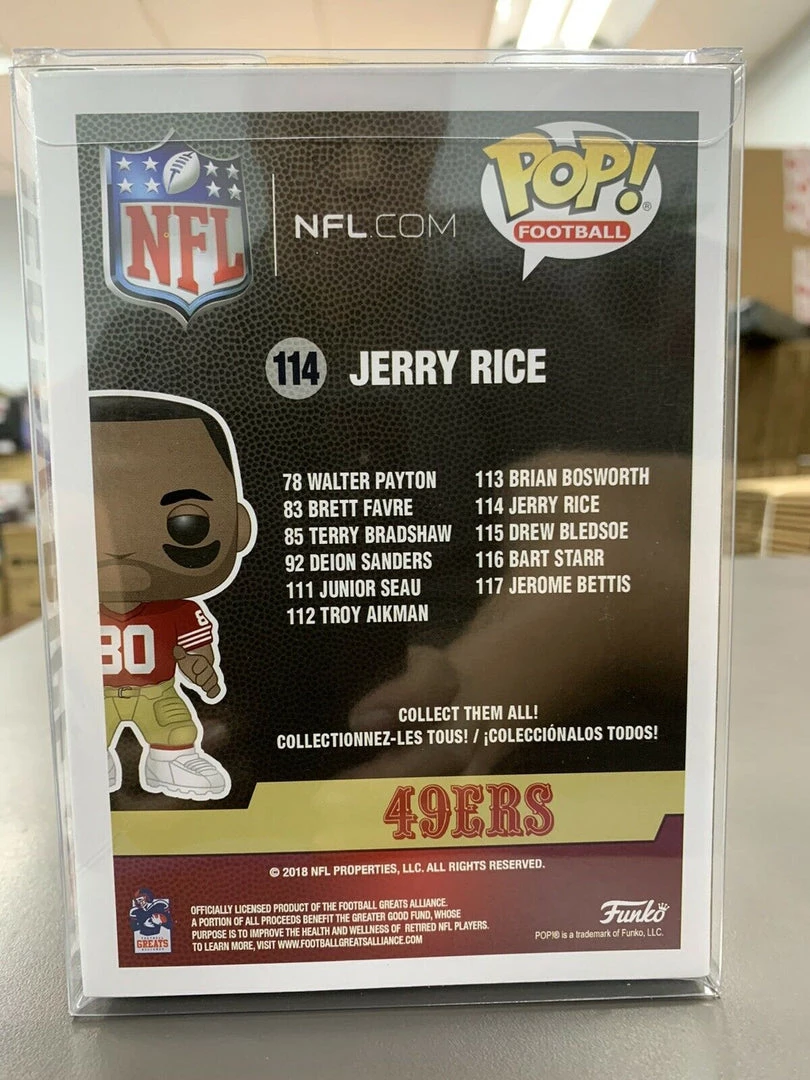 NFL
NFL.COM
POP!®
FOOTBALL
114 JERRY RICE
78 WALTER PAYTON
83 BRETT FAVRE
85 TERRY BRADSHAW
92 DEION SANDERS
111 JUNIOR SEAU
112 TROY AIKMAN
113 BRIAN BOSWORTH
114 JERRY RICE
115 DREW BLEDSOE
116 BART STARR
117 JEROME BETTIS
80
80
COLLECT THEM ALL!
COLLECTIONNEZ-LES TOUS! / ¡COLECCIÓNALOS TODOS!
49ERS
© 2018 NFL PROPERTIES, LLC. ALL RIGHTS RESERVED.
FOOTBALL
GREATS
ALLIANCE
OFFICIALLY LICENSED PRODUCT OF THE FOOTBALL GREATS ALLIANCE.
A PORTION OF ALL PROCEEDS BENEFIT THE GREATER GOOD FUND, WHOSE
PURPOSE IS TO IMPROVE THE HEALTH AND WELLNESS OF RETIRED NFL PLAYERS.
TO LEARN MORE, VISIT WWW.FOOTBALLGREATSALLIANCE.COM
Funko
POP!® is a trademark of Funko, LLC.